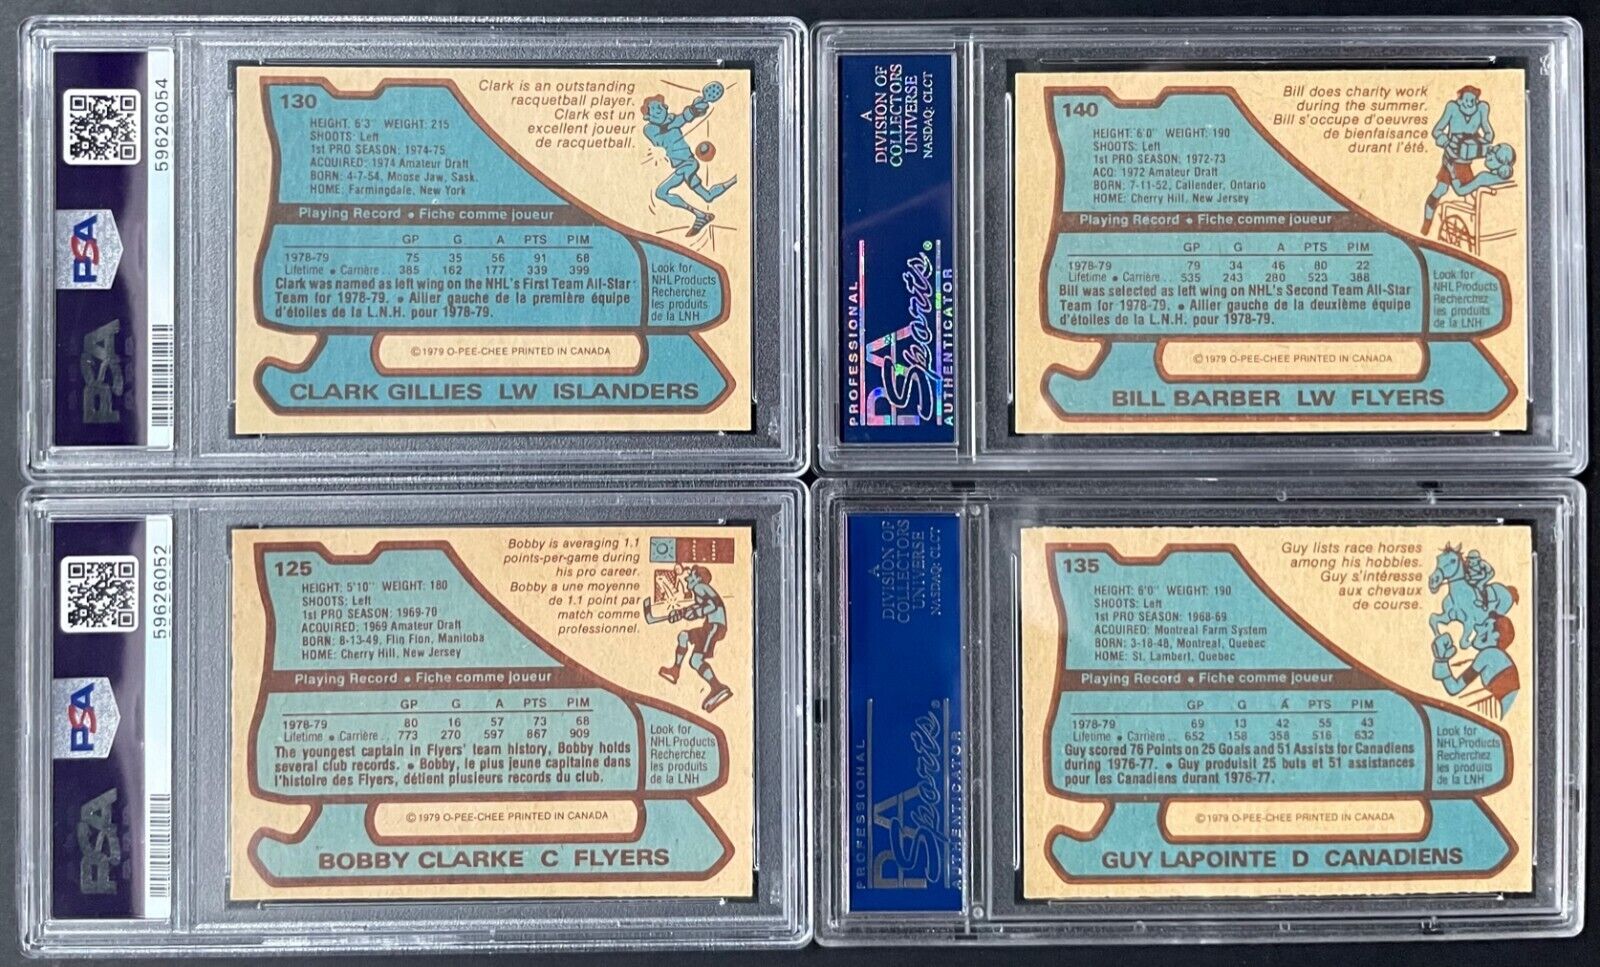 59626054
PSA
PSA
130
Clark is an outstanding
racquetball player.
Clark est un
excellent joueur
de racquetball.
HEIGHT: 6'3" WEIGHT: 215
SHOOTS: Left
1st PRO SEASON: 1974-75
ACQUIRED: 1974 Amateur Draft
BORN: 4-7-54, Moose Jaw, Sask.
HOME: Farmingdale, New York
Playing Record • Fiche comme joueur
GP G A PTS PIM
1978-79 75 35 56 91 68
Lifetime • Carrière.. 385 162 177 339 399
Clark was named as left wing on the NHL's First Team All-Star
Team for 1978-79. • Ailier gauche de la première équipe
d'étoiles de la L.N.H. pour 1978-79.
Look for
NHL Products
Recherchez
les produits
de la LNH
©1979 O-PEE-CHEE PRINTED IN CANADA
CLARK GILLIES LW ISLANDERS
A
DIVISION OF
COLLECTORS
UNIVERSE
NASDAQ: CLCT
PROFESSIONAL
PSA
Sports®
AUTHENTICATOR
140
Bill does charity work
during the summer.
Bill s'occupe d'oeuvres
de bienfaisance
durant l'été.
HEIGHT: 6'0" WEIGHT: 190
SHOOTS: Left
1st PRO SEASON: 1972-73
ACQ: 1972 Amateur Draft
BORN: 7-11-52, Callender, Ontario
HOME: Cherry Hill, New Jersey
Playing Record • Fiche comme joueur
GP G A PTS PIM
1978-79 79 34 46 80 22
Lifetime • Carrière.. 535 243 280 523 388
Bill was selected as left wing on NHL's Second Team All-Star
Team for 1978-79. • Ailier gauche de la deuxième équipe
d'étoiles de la L.N.H. pour 1978-79.
Look for
NHL Products
Recherchez
les produits
de la LNH
©1979 O-PEE-CHEE PRINTED IN CANADA
BILL BARBER LW FLYERS
59626052
PSA
PSA
125
Bobby is averaging 1.1
points-per-game during
his pro career.
Bobby a une moyenne
de 1.1 point par
match comme
professionnel.
HEIGHT: 5'10" WEIGHT: 180
SHOOTS: Left
1st PRO SEASON: 1969-70
ACQUIRED: 1969 Amateur Draft
BORN: 8-13-49, Flin Flon, Manitoba
HOME: Cherry Hill, New Jersey
Playing Record • Fiche comme joueur
GP G A PTS PIM
1978-79 80 16 57 73 68
Lifetime • Carrière.. 773 270 597 867 909
The youngest captain in Flyers' team history, Bobby holds
several club records. • Bobby, le plus jeune capitaine dans
l'histoire des Flyers, détient plusieurs records du club.
Look for
NHL Products
Recherchez
les produits
de la LNH
©1979 O-PEE-CHEE PRINTED IN CANADA
BOBBY CLARKE C FLYERS
A
DIVISION OF
COLLECTORS
UNIVERSE
NASDAQ: CLCT
PROFESSIONAL
PSA
Sports®
AUTHENTICATOR
135
Guy lists race horses
among his hobbies.
Guy s'intéresse
aux chevaux
de course.
HEIGHT: 6'0" WEIGHT: 190
SHOOTS: Left
1st PRO SEASON: 1968-69
ACQUIRED: Montreal Farm System
BORN: 3-18-48, Montreal, Quebec
HOME: St. Lambert, Quebec
Playing Record • Fiche comme joueur
GP G A PTS PIM
1978-79 69 13 42 55 43
Lifetime • Carrière.. 652 158 358 516 632
Guy scored 76 Points on 25 Goals and 51 Assists for Canadiens
during 1976-77. • Guy produisit 25 buts et 51 assistances
pour les Canadiens durant 1976-77.
Look for
NHL Products
Recherchez
les produits
de la LNH
©1979 O-PEE-CHEE PRINTED IN CANADA
GUY LAPOINTE D CANADIENS